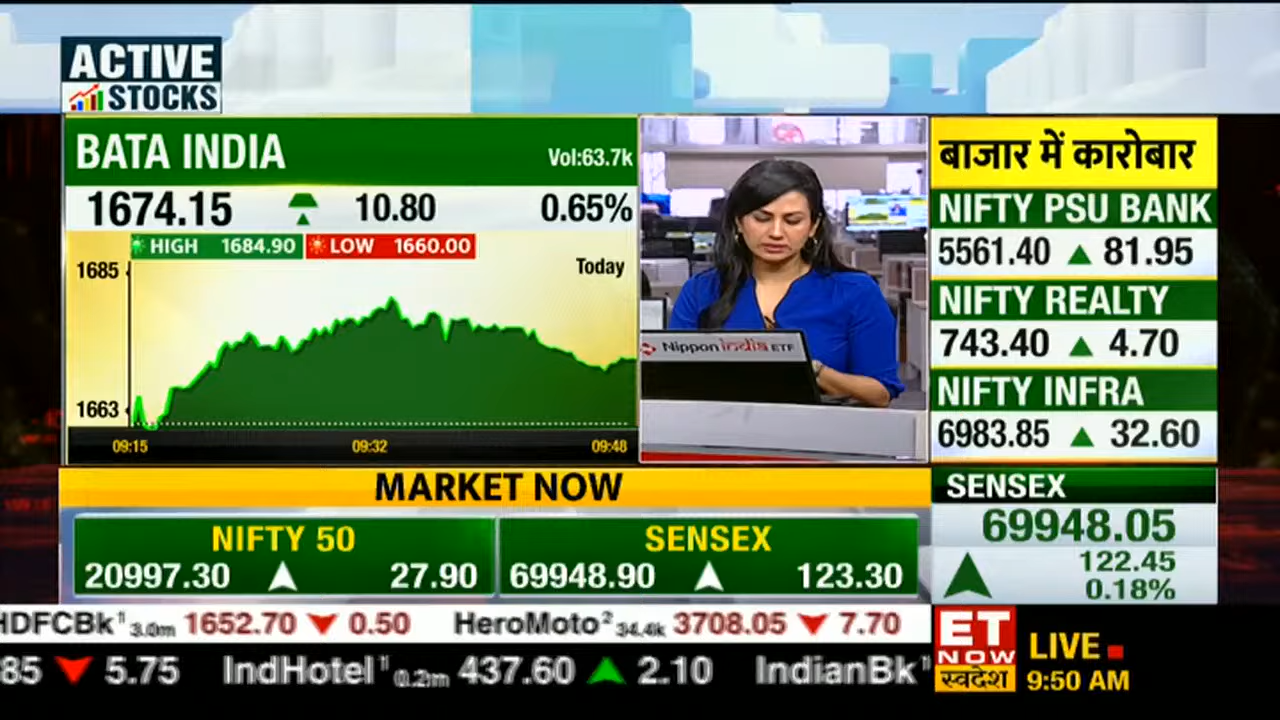 ACTIVE
STOCKS
BATA INDIA Vol:63.7k
1674.15 10.80 0.65%
HIGH 1684.90 LOW 1660.00
Today
1685
1663
09:15 09:32 09:48
Nippon india ETF
बाजार में कारोबार
NIFTY PSU BANK
5561.40 ▲ 81.95
NIFTY REALTY
743.40 ▲ 4.70
NIFTY INFRA
6983.85 ▲ 32.60
MARKET NOW
NIFTY 50
20997.30 ▲ 27.90
SENSEX
69948.90 ▲ 123.30
SENSEX
69948.05
▲ 122.45
0.18%
HDFCBk¹ 3.0m 1652.70 ▼ 0.50 HeroMoto² 34.4k 3708.05 ▼ 7.70
85 ▼ 5.75 IndHotel¹ 0.2m 437.60 ▲ 2.10 IndianBk¹
ET
NOW
स्वदेश
LIVE
9:50 AM